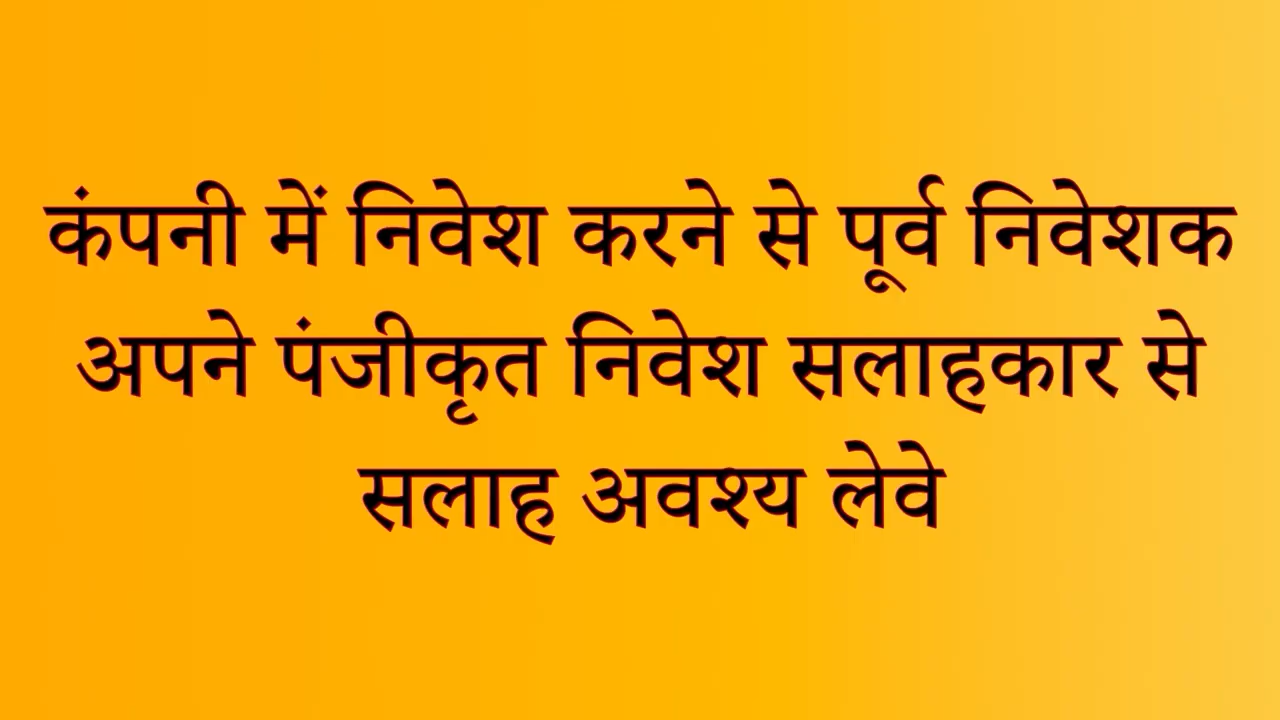 कंपनी में निवेश करने से पूर्व निवेशक
अपने पंजीकृत निवेश सलाहकार से
सलाह अवश्य लेवे